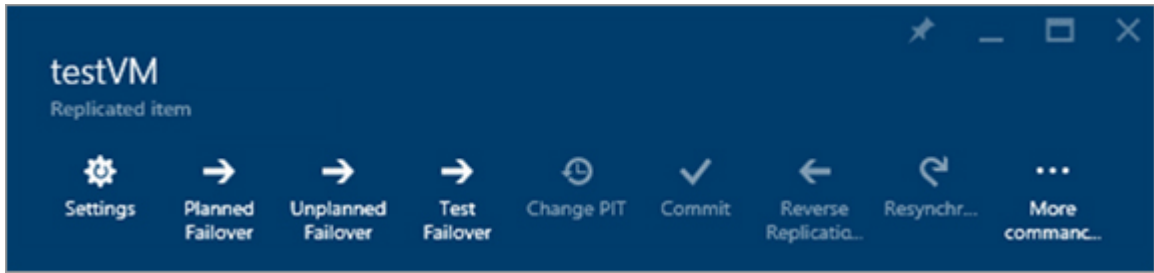 testVM
Replicated item
Settings
Planned
Failover
Unplanned
Failover
Test
Failover
Change PIT
Commit
Reverse
Replicatio...
Resynchr...
More
commanc...